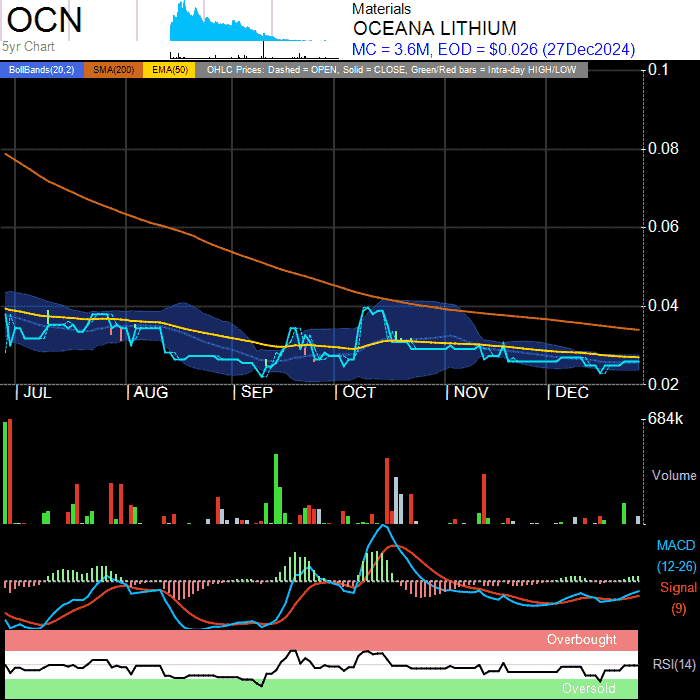 OCN
5yr Chart
Materials
OCEANA LITHIUM
MC = 3.6M, EOD = $0.026 (27Dec2024)
BollBands(20,2) SMA(200) EMA(50) OHLC Prices: Dashed = OPEN, Solid = CLOSE, Green/Red bars = Intra-day HIGH/LOW
0.1
0.08
0.06
0.04
0.02
JUL AUG SEP OCT NOV DEC
684k
Volume
MACD
(12-26)
Signal
(9)
Overbought
RSI(14)
Oversold